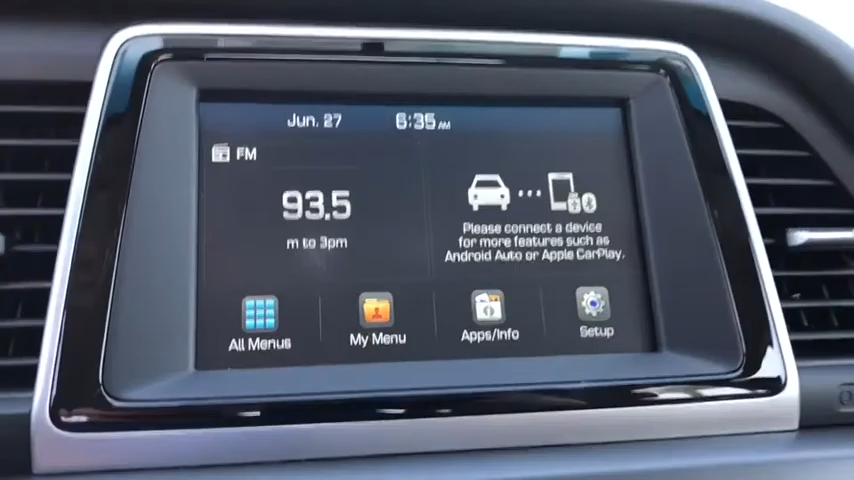 Jun. 27 6:35 AM
FM
93.5
m to 3pm
Please connect a device
for more features such as
Android Auto or Apple CarPlay.
All Menus My Menu Apps/Info Setup